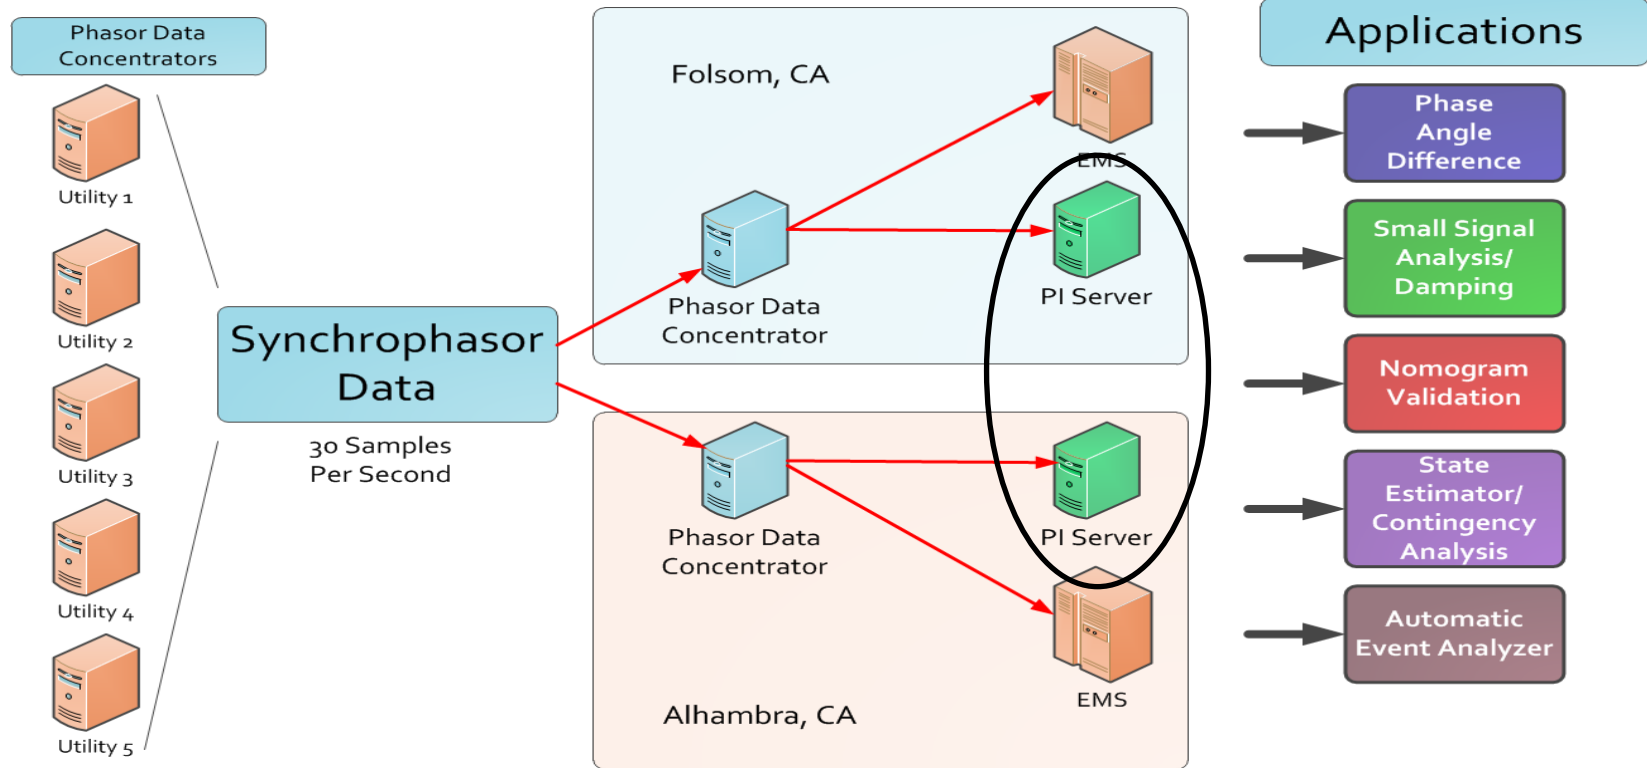 Phasor Data
Concentrators
Utility 1
Utility 2
Utility 3
Utility 4
Utility 5
Synchrophasor
Data
30 Samples
Per Second
Folsom, CA
EMS
Phasor Data
Concentrator
PI Server
Phasor Data
Concentrator
PI Server
EMS
Alhambra, CA
Applications
Phase
Angle
Difference
Small Signal
Analysis/
Damping
Nomogram
Validation
State
Estimator/
Contingency
Analysis
Automatic
Event Analyzer